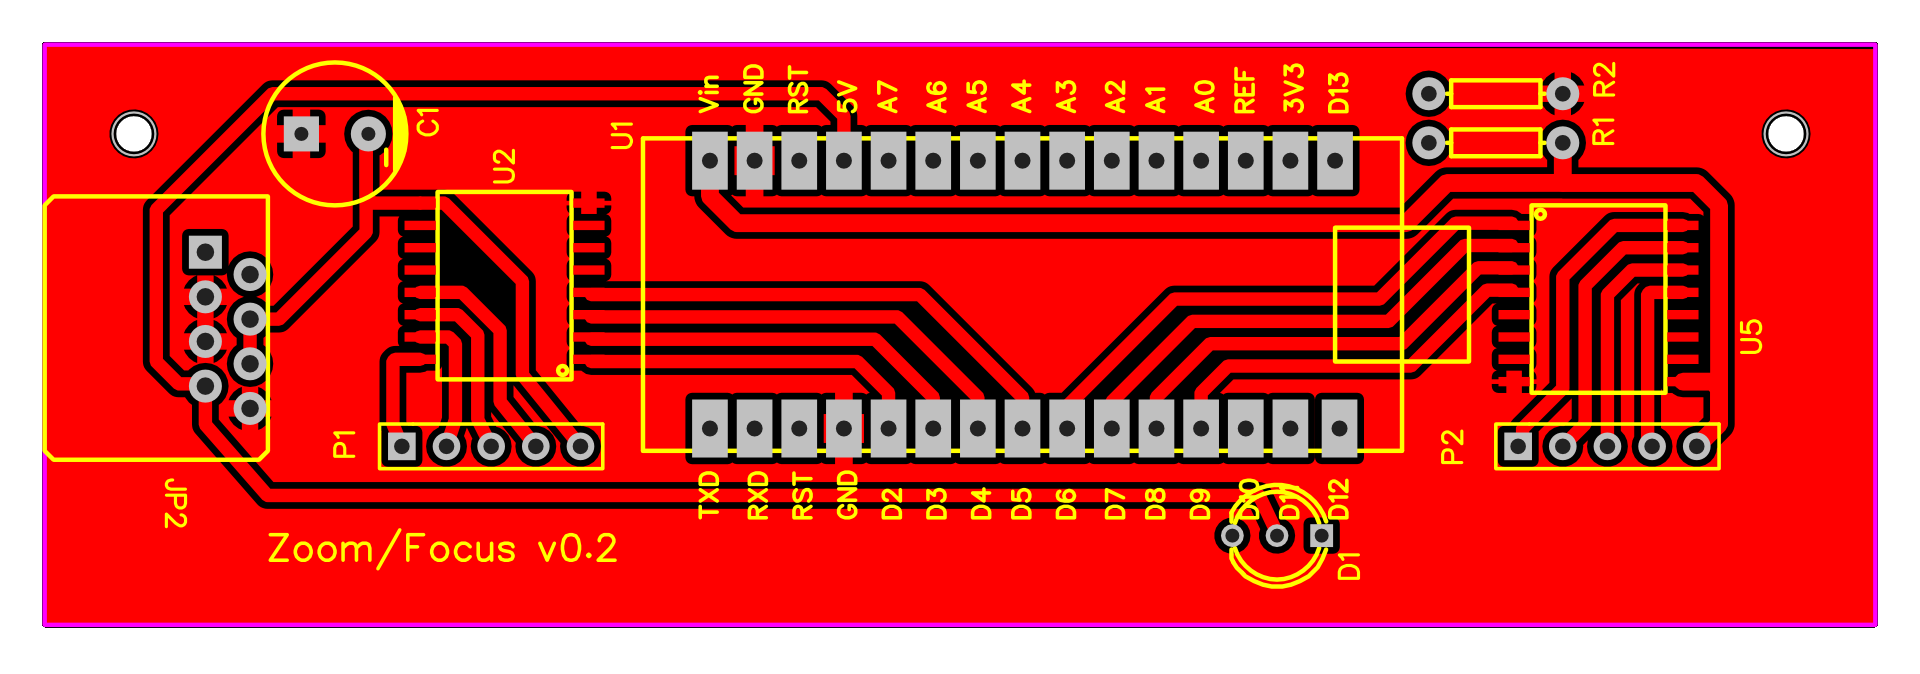 Vin
GND
RST
5V
A7
A6
A5
A4
A3
A2
A1
A0
REF
3V3
D13
R2
R1
C1
U1
U2
U5
P1
P2
JP2
TXD
RXD
RST
GND
D2
D3
D4
D5
D6
D7
D8
D9
D10
D11
D12
D1
Zoom/Focus v0.2